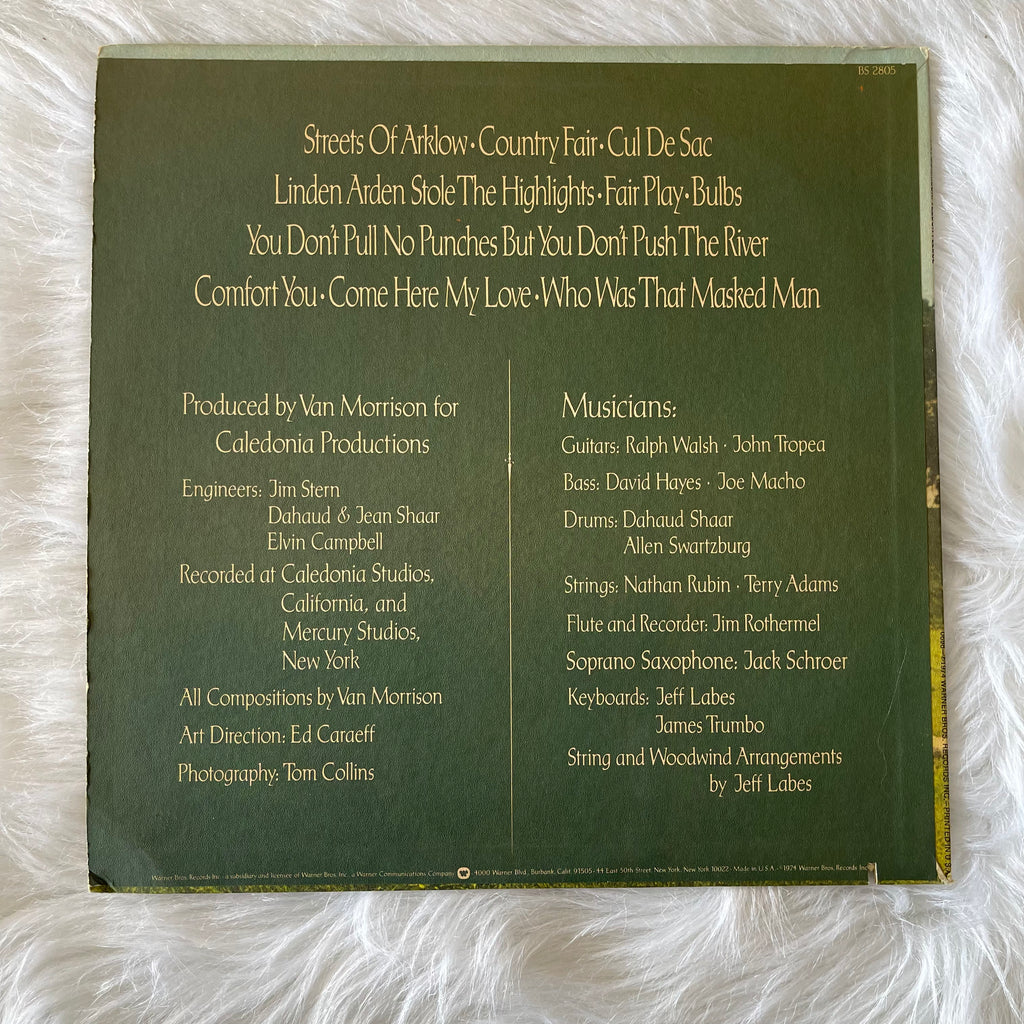 BS 2805
Streets Of Arklow · Country Fair · Cul De Sac
Linden Arden Stole The Highlights · Fair Play · Bulbs
You Don't Pull No Punches But You Don't Push The River
Comfort You · Come Here My Love · Who Was That Masked Man
Produced by Van Morrison for
Caledonia Productions
Engineers: Jim Stern
Dahaud & Jean Shaar
Elvin Campbell
Recorded at Caledonia Studios,
California, and
Mercury Studios,
New York
All Compositions by Van Morrison
Art Direction: Ed Caraeff
Photography: Tom Collins
Musicians:
Guitars: Ralph Walsh · John Tropea
Bass: David Hayes · Joe Macho
Drums: Dahaud Shaar
Allen Swartzburg
Strings: Nathan Rubin · Terry Adams
Flute and Recorder: Jim Rothermel
Soprano Saxophone: Jack Schroer
Keyboards: Jeff Labes
James Trumbo
String and Woodwind Arrangements
by Jeff Labes
Warner Bros. Records Inc. - a subsidiary and licensee of Warner Bros. Inc. a Warner Communications Company W 4000 Warner Blvd., Burbank, Calif. 91505 · 44 East 50th Street, New York, New York 10022 · Made in U.S.A. · ©1974 Warner Bros. Records Inc.
1974 WARNER BROS. RECORDS INC. - PRINTED IN U.S.